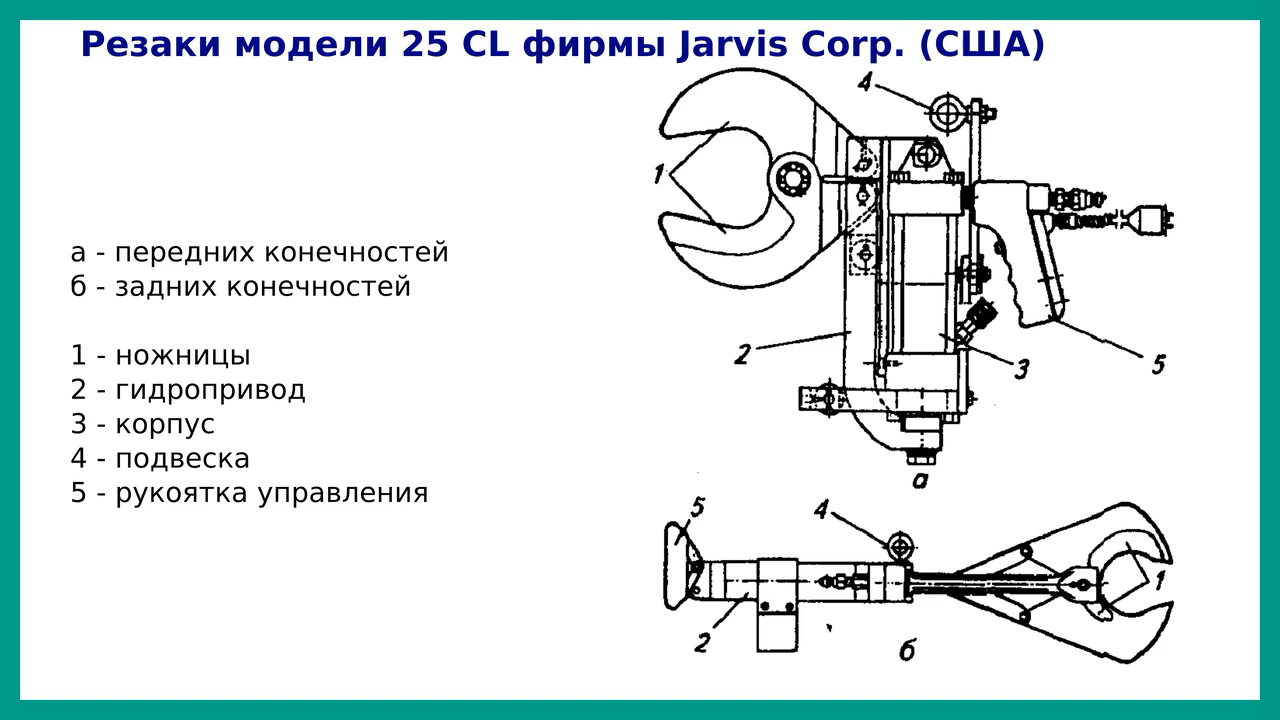 Резаки модели 25 CL фирмы Jarvis Corp. (США)
а - передних конечностей
б - задних конечностей
1 - ножницы
2 - гидропривод
3 - корпус
4 - подвеска
5 - рукоятка управления
4
1
2
3
5
а
5
4
1
2
б